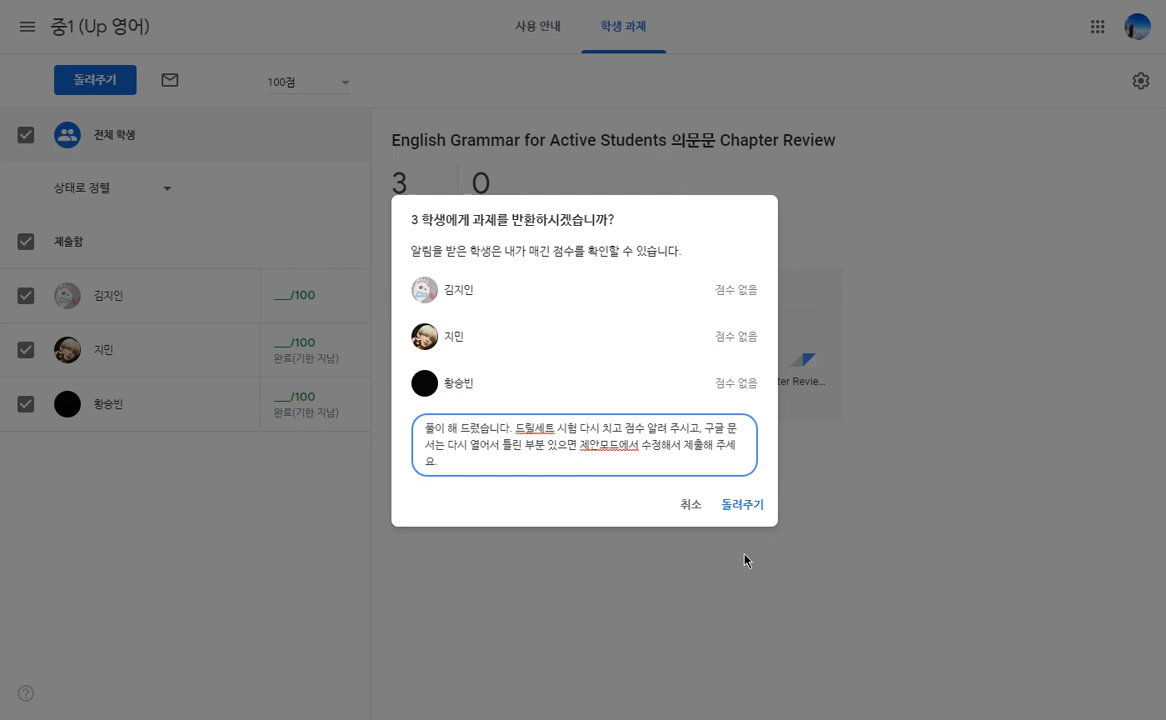 중1 (Up 영어)
사용 안내
학생 과제
돌려주기
100점
전체 학생
상태로 정렬
제출함
김지인
___/100
지민
___/100
완료(기한 지남)
황승빈
___/100
완료(기한 지남)
English Grammar for Active Students 의문문 Chapter Review
3
0
3 학생에게 과제를 반환하시겠습니까?
알림을 받은 학생은 내가 매긴 점수를 확인할 수 있습니다.
김지인
점수 없음
지민
점수 없음
황승빈
점수 없음
풀이 해 드렸습니다. 드릴세트 시험 다시 치고 점수 알려 주시고, 구글 문
서는 다시 열어서 틀린 부분 있으면 제안모드에서 수정해서 제출해 주세
요.
취소
돌려주기
ter Revie...